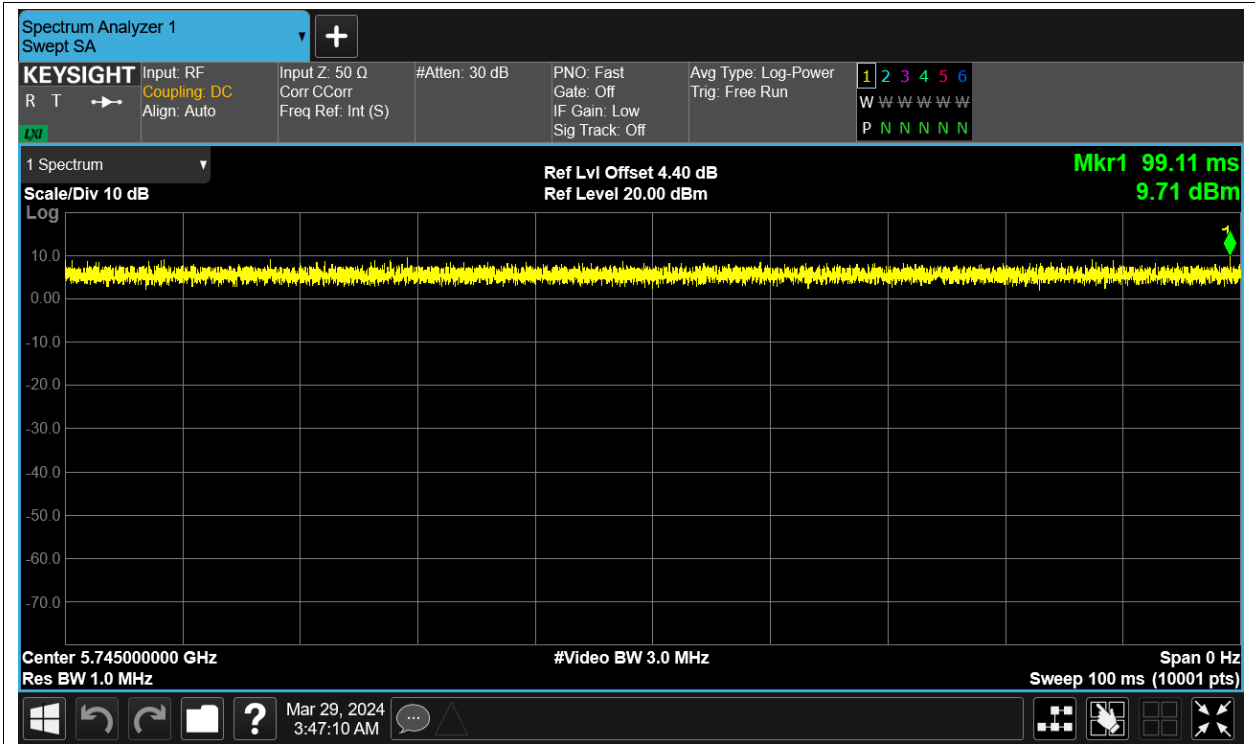 Spectrum Analyzer 1
Swept SA
KEYSIGHT
R T
LXI
Input: RF
Coupling: DC
Align: Auto
Input Z: 50 Ω
Corr CCorr
Freq Ref: Int (S)
#Atten: 30 dB
PNO: Fast
Gate: Off
IF Gain: Low
Sig Track: Off
Avg Type: Log-Power
Trig: Free Run
1 2 3 4 5 6
W W W W W W
P N N N N N
1 Spectrum
Scale/Div 10 dB
Log
Ref Lvl Offset 4.40 dB
Ref Level 20.00 dBm
Mkr1 99.11 ms
9.71 dBm
1
10.0
0.00
-10.0
-20.0
-30.0
-40.0
-50.0
-60.0
-70.0
Center 5.745000000 GHz
Res BW 1.0 MHz
#Video BW 3.0 MHz
Span 0 Hz
Sweep 100 ms (10001 pts)
?
Mar 29, 2024
3:47:10 AM